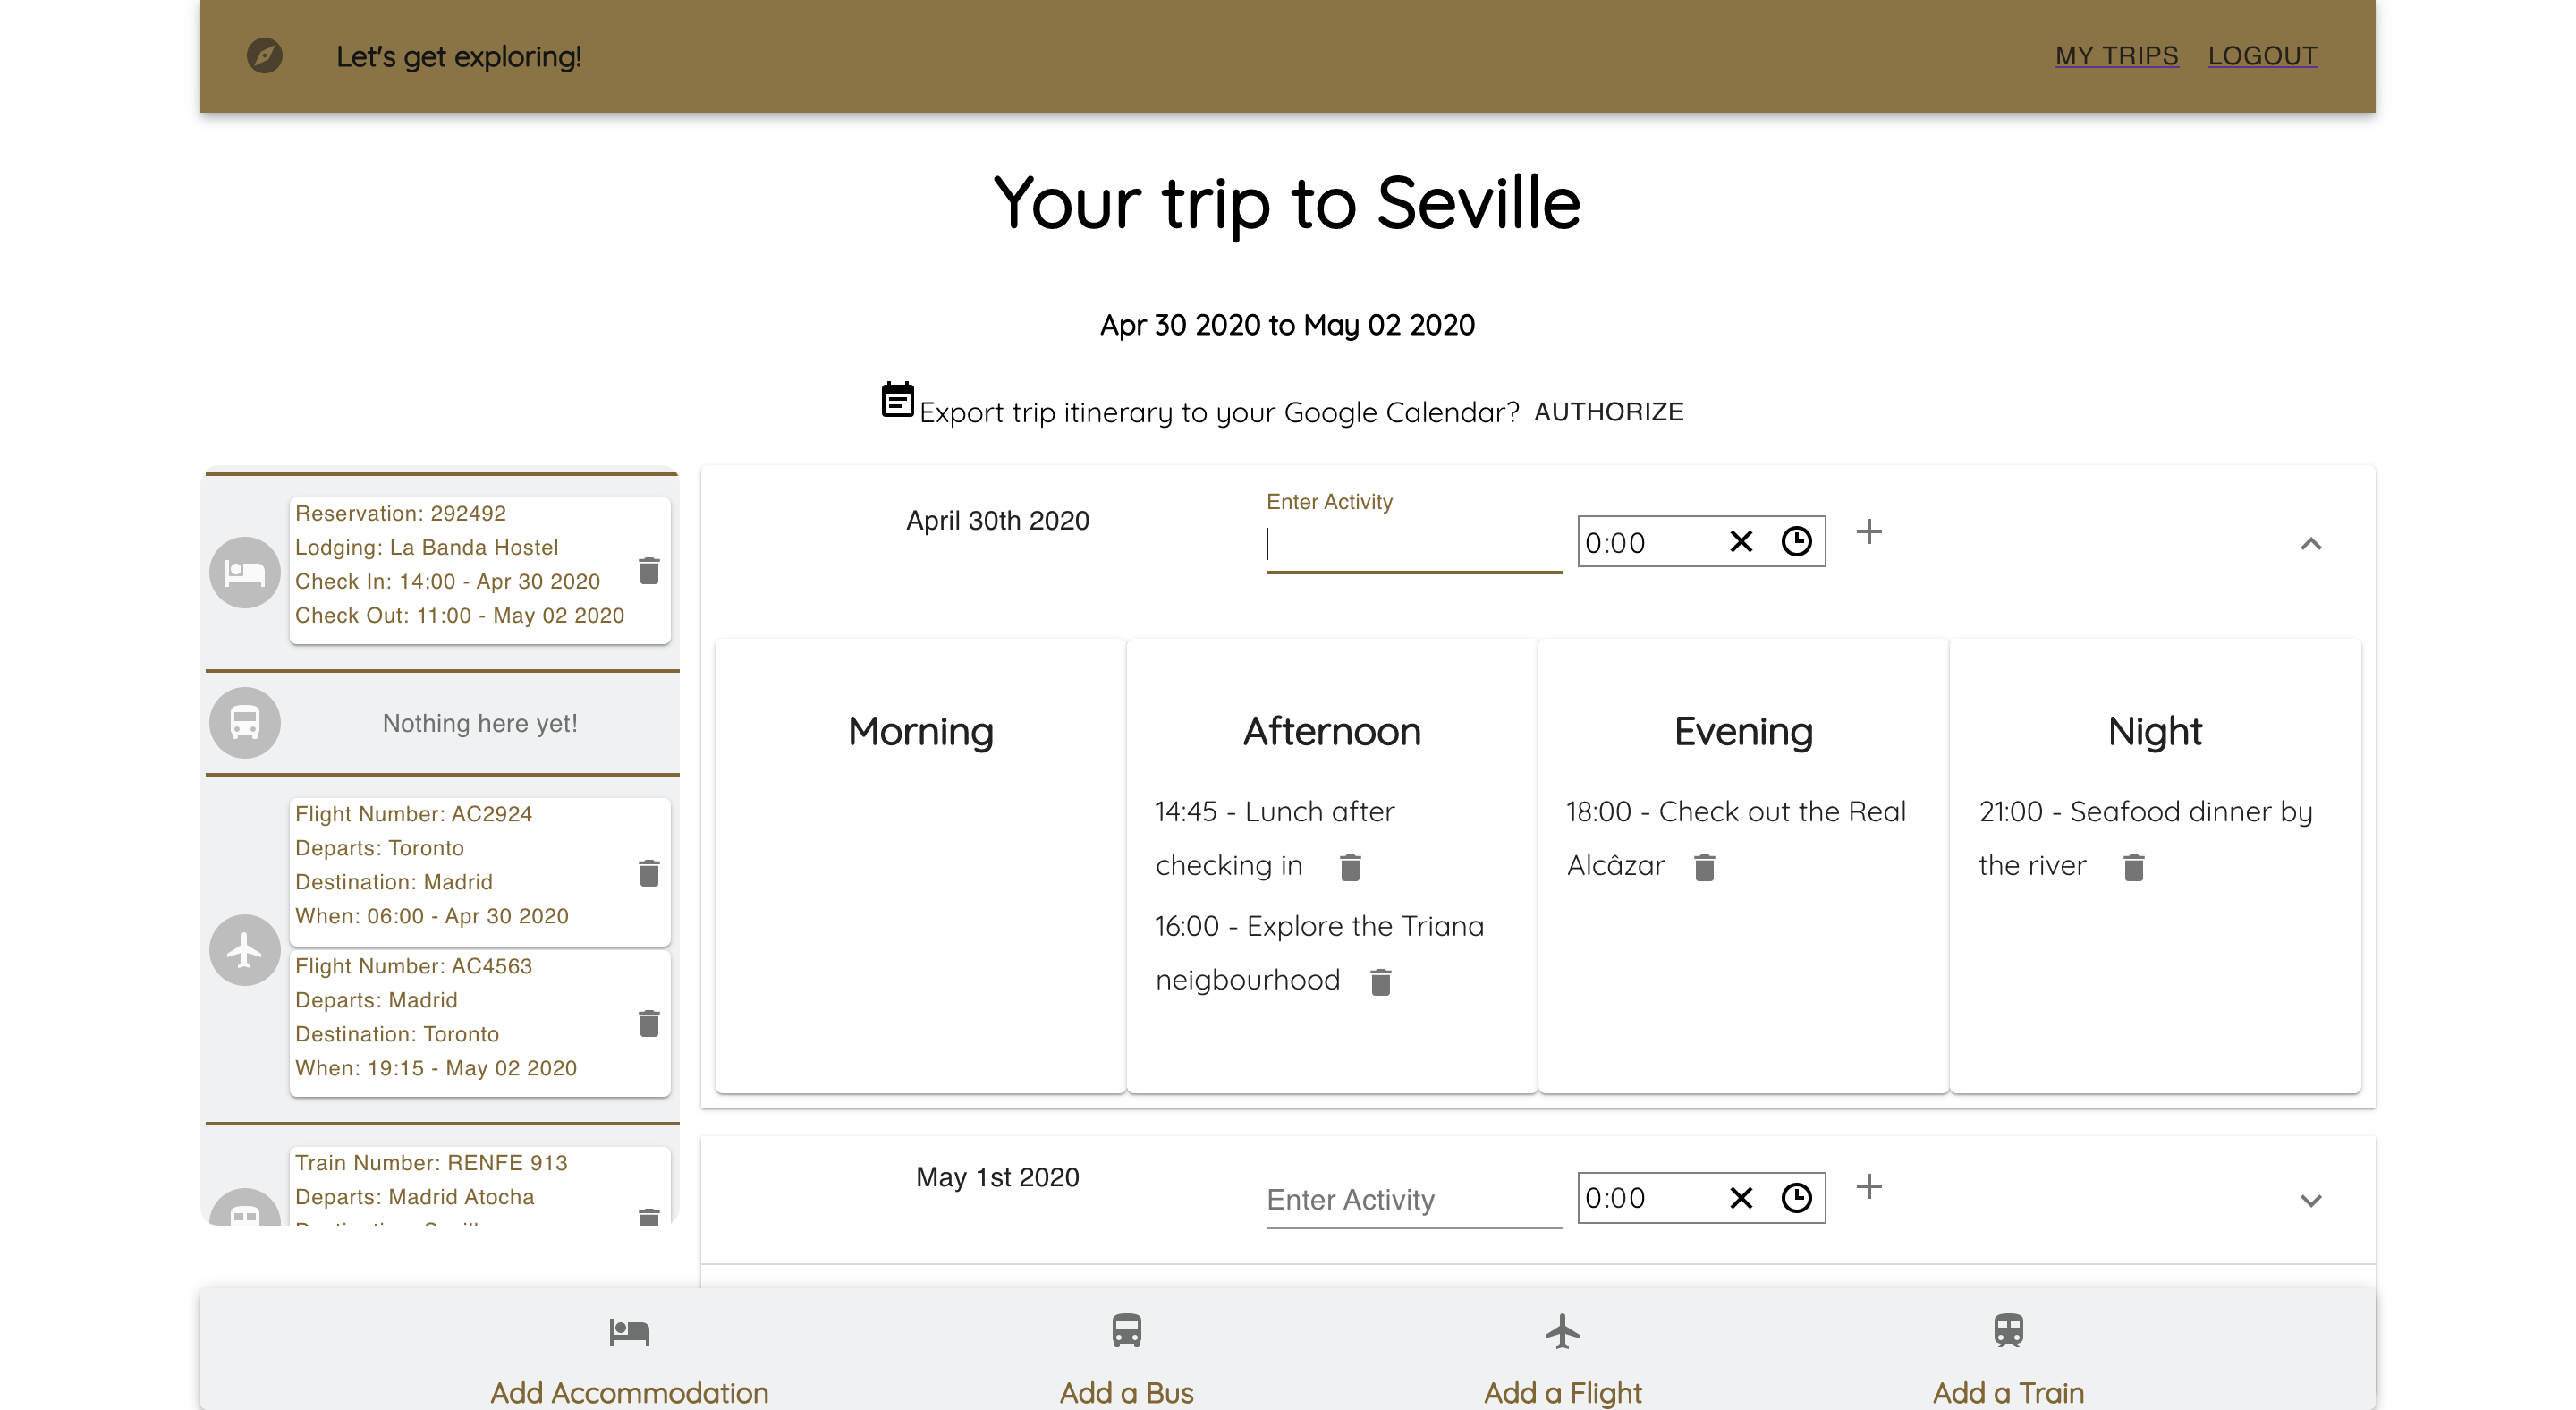 Let's get exploring!
MY TRIPS LOGOUT
Your trip to Seville
Apr 30 2020 to May 02 2020
Export trip itinerary to your Google Calendar? AUTHORIZE
Reservation: 292492
Lodging: La Banda Hostel
Check In: 14:00 - Apr 30 2020
Check Out: 11:00 - May 02 2020
Nothing here yet!
Flight Number: AC2924
Departs: Toronto
Destination: Madrid
When: 06:00 - Apr 30 2020
Flight Number: AC4563
Departs: Madrid
Destination: Toronto
When: 19:15 - May 02 2020
Train Number: RENFE 913
Departs: Madrid Atocha
April 30th 2020
Enter Activity
0:00
Morning
Afternoon
14:45 - Lunch after
checking in
16:00 - Explore the Triana
neigbourhood
Evening
18:00 - Check out the Real
Alcâzar
Night
21:00 - Seafood dinner by
the river
May 1st 2020
Enter Activity
0:00
Add Accommodation
Add a Bus
Add a Flight
Add a Train